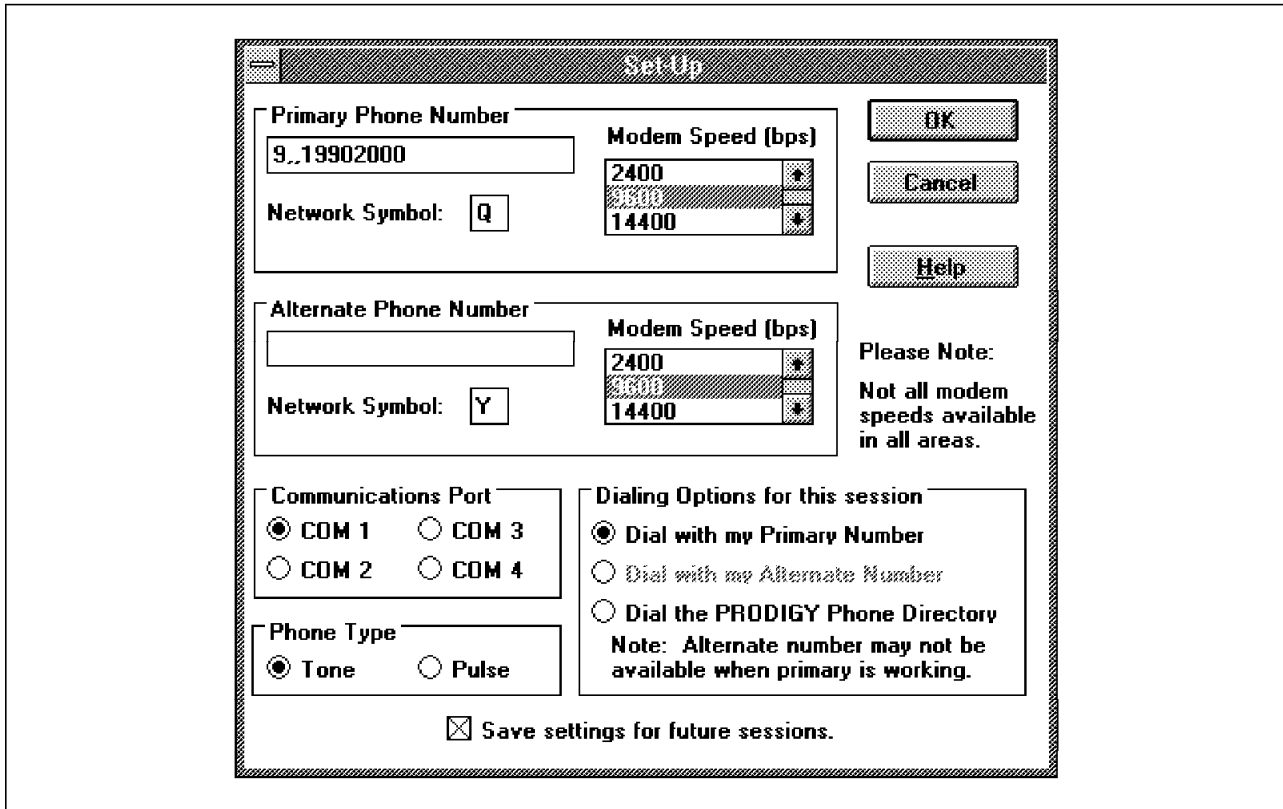 Set-Up
Primary Phone Number
9,,19902000
Network Symbol: Q
Modem Speed (bps)
2400
9600
14400
OK
Cancel
Help
Alternate Phone Number
Network Symbol: Y
Modem Speed (bps)
2400
9600
14400
Please Note:
Not all modem
speeds available
in all areas.
Communications Port
COM 1 COM 3
COM 2 COM 4
Phone Type
Tone Pulse
Dialing Options for this session
Dial with my Primary Number
Dial with my Alternate Number
Dial the PRODIGY Phone Directory
Note: Alternate number may not be
available when primary is working.
Save settings for future sessions.